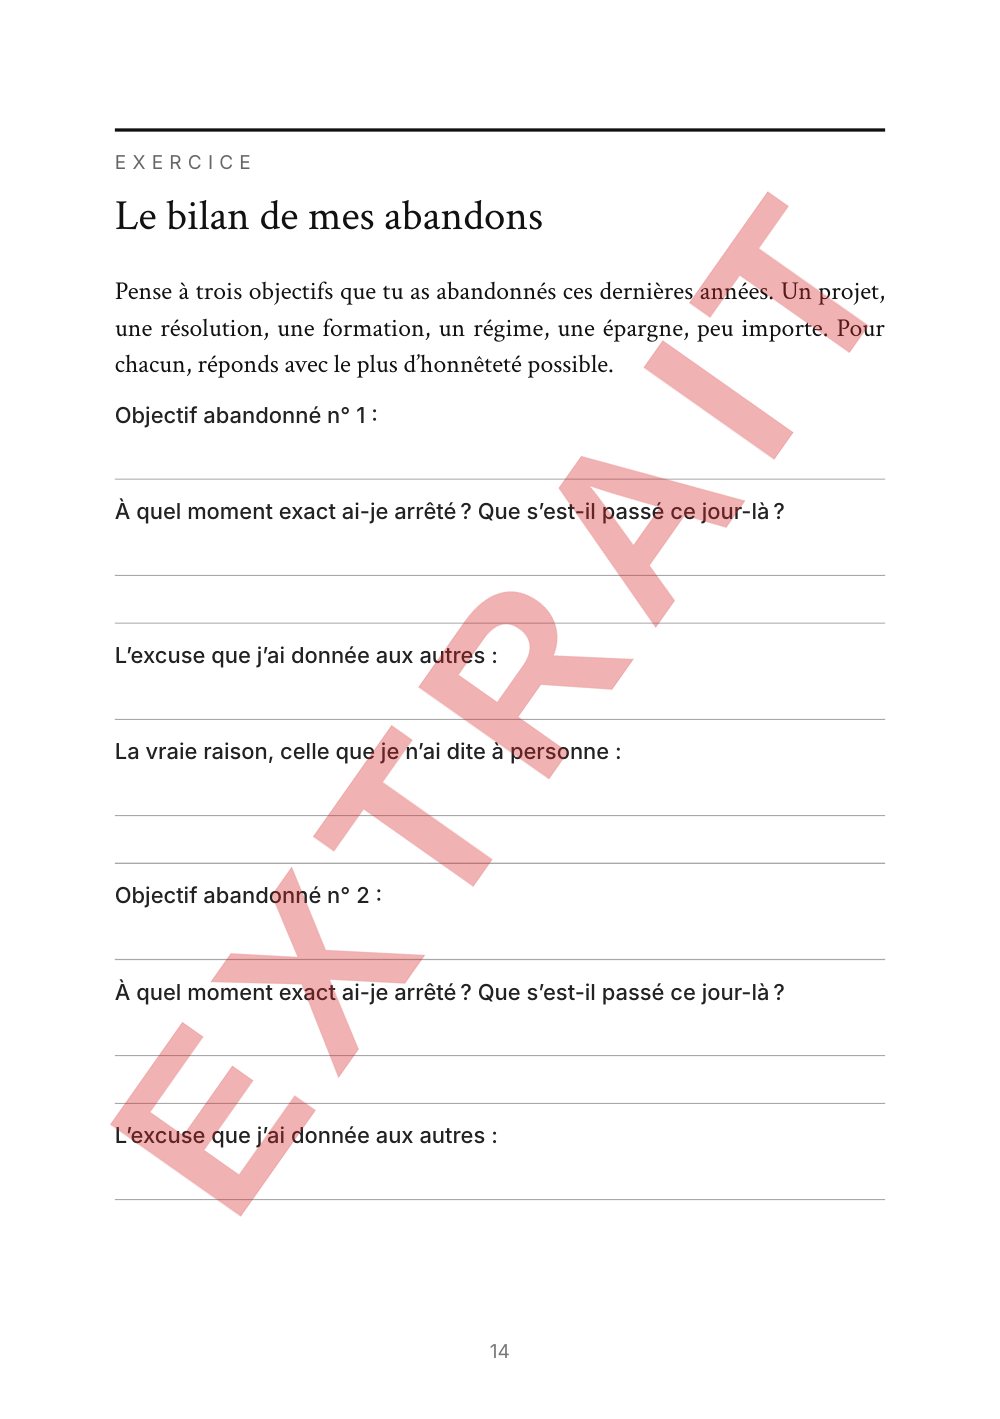 EXERCICE
Le bilan de mes abandons
Pense à trois objectifs que tu as abandonnés ces dernières années. Un projet,
une résolution, une formation, un régime, une épargne, peu importe. Pour
chacun, réponds avec le plus d’honnêteté possible.
Objectif abandonné n° 1 :
À quel moment exact ai-je arrêté ? Que s’est-il passé ce jour-là ?
L’excuse que j’ai donnée aux autres :
La vraie raison, celle que je n’ai dite à personne :
Objectif abandonné n° 2 :
À quel moment exact ai-je arrêté ? Que s’est-il passé ce jour-là ?
L’excuse que j’ai donnée aux autres :
EXTRAIT
14